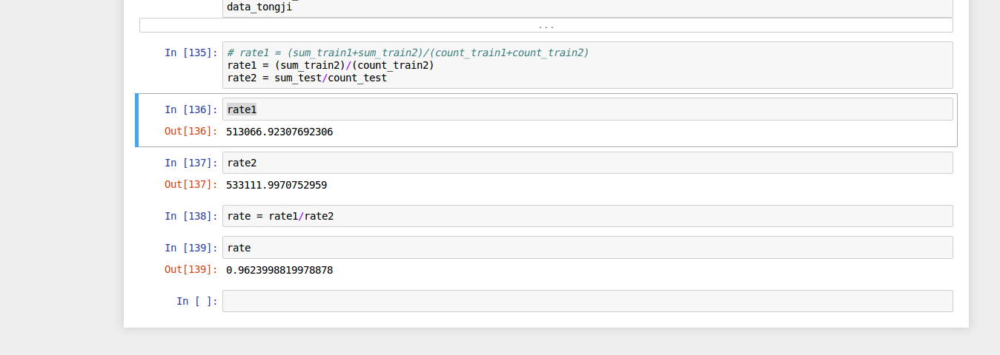 data_tongji
...
In [135]: # rate1 = (sum_train1+sum_train2)/(count_train1+count_train2)
rate1 = (sum_train2)/(count_train2)
rate2 = sum_test/count_test
In [136]: rate1
Out[136]: 513066.92307692306
In [137]: rate2
Out[137]: 533111.9970752959
In [138]: rate = rate1/rate2
In [139]: rate
Out[139]: 0.9623998819978878
In [ ]: